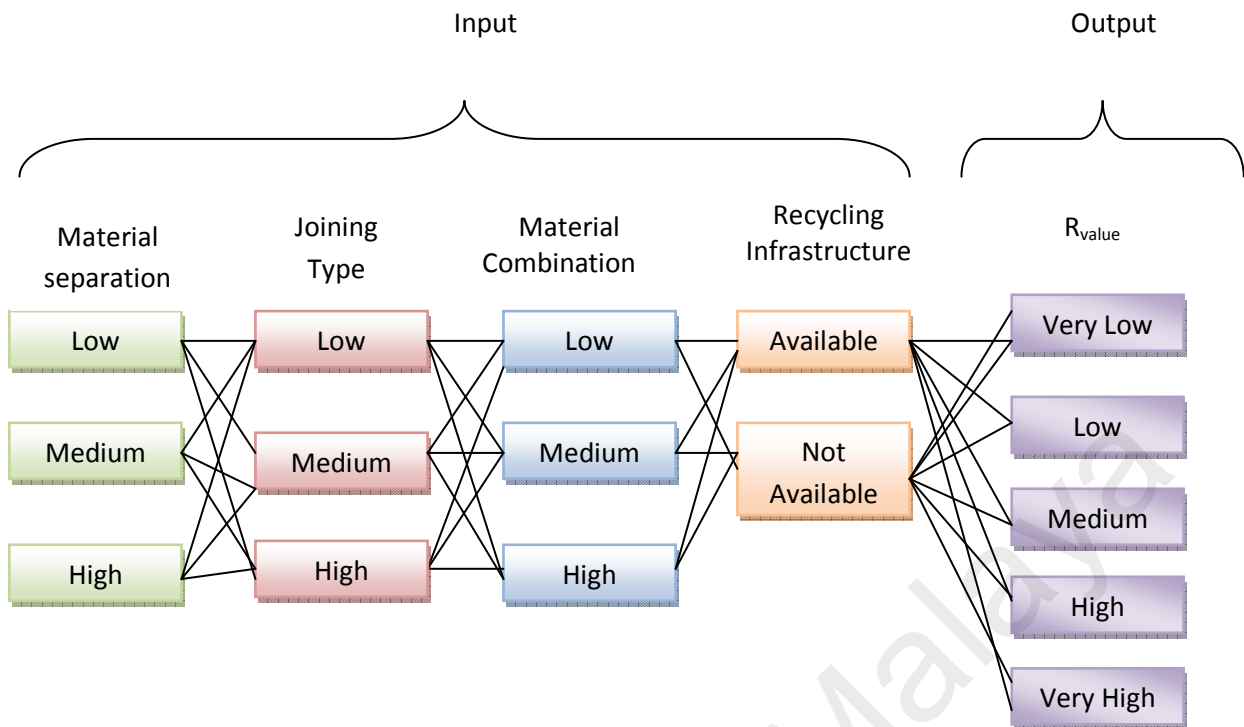 Input
Output
Material
separation
Joining
Type
Material
Combination
Recycling
Infrastructure
Rvalue
Low
Medium
High
Low
Medium
High
Low
Medium
High
Available
Not
Available
Very Low
Low
Medium
High
Very High
Malaya